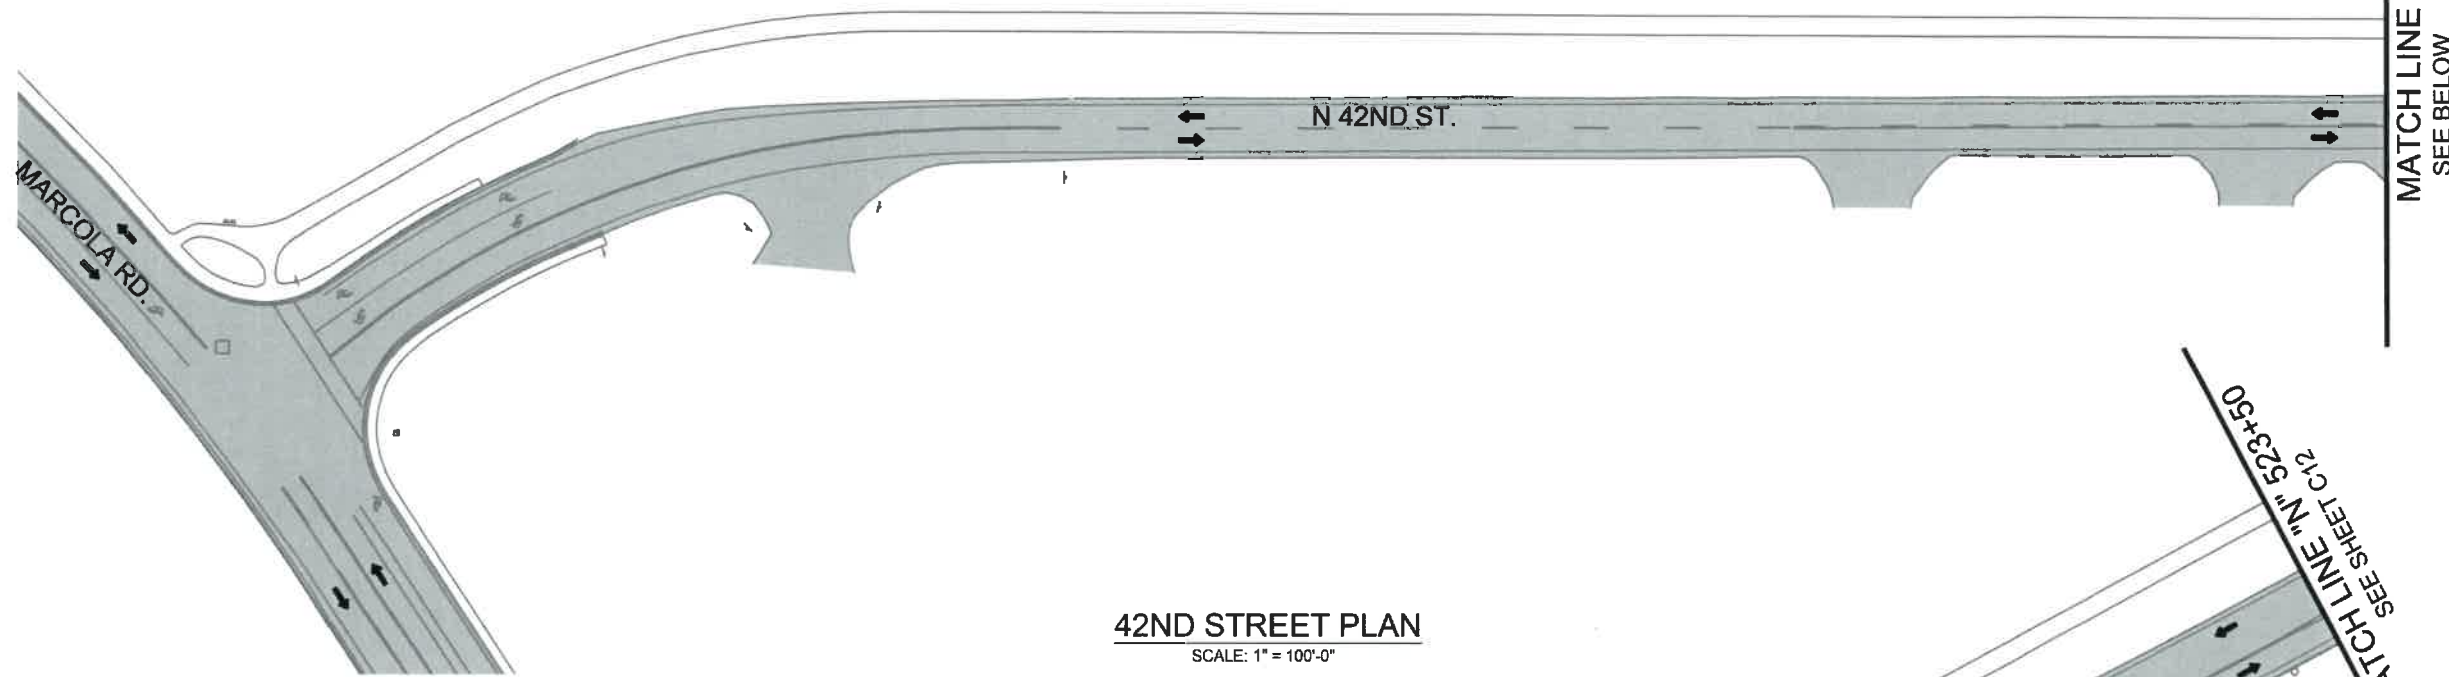 MATCH LINE
SEE BELOW
N 42ND ST.
MARCOLA RD.
MATCH LINE "N" 523+50
SEE SHEET C12
42ND STREET PLAN
SCALE: 1" = 100'-0"